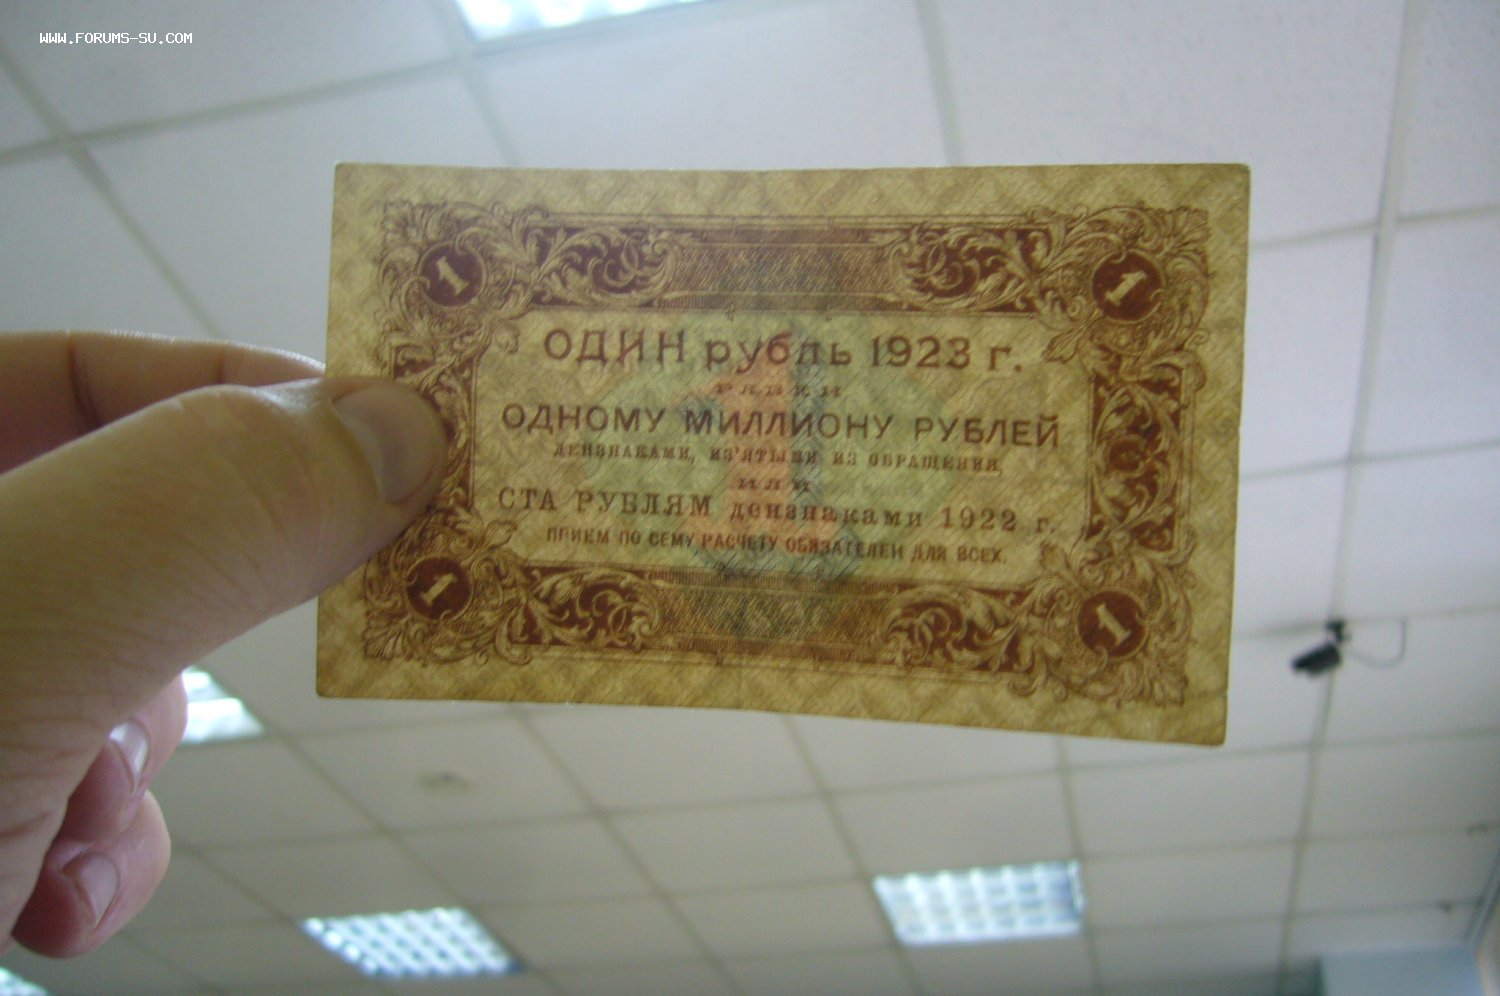 WWW.FORUMS-SU.COM
1 1
ОДИН рубль 1923 г.
равен
ОДНОМУ МИЛЛИОНУ РУБЛЕЙ
дензнаками, из'ятыми из обращения,
или
СТА РУБЛЯМ дензнаками 1922 г.
ПРИЕМ ПО СЕМУ РАСЧЕТУ ОБЯЗАТЕЛЕН ДЛЯ ВСЕХ.
1 1